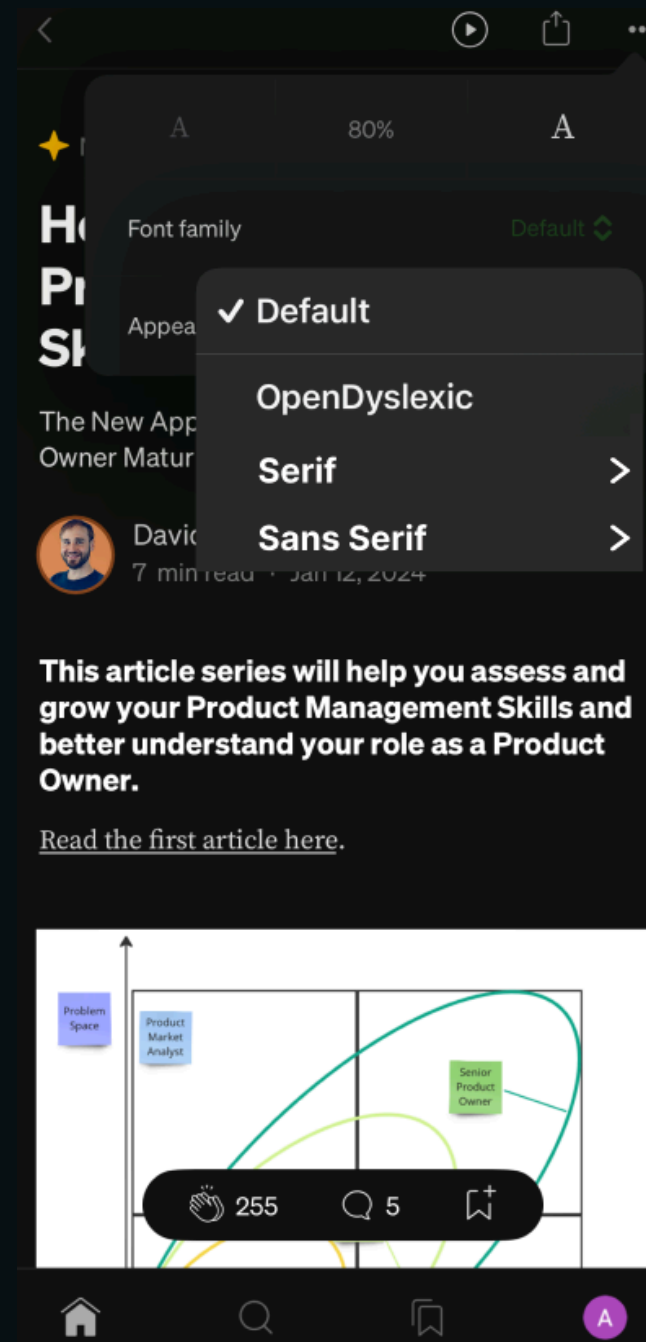 A 80% A
Font family Default
Appea
✓ Default
OpenDyslexic
Serif >
Sans Serif >
He
Pr
Sk
The New App
Owner Matur
David
7 min read · Jan 12, 2024
This article series will help you assess and
grow your Product Management Skills and
better understand your role as a Product
Owner.
Read the first article here.
Problem
Space
Product
Market
Analyst
Senior
Product
Owner
255 5
A